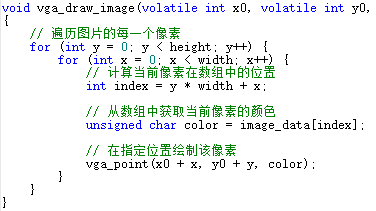 void vga_draw_image(volatile int x0, volatile int y0,
{
// 遍历图片的每一个像素
for (int y = 0; y < height; y++) {
for (int x = 0; x < width; x++) {
// 计算当前像素在数组中的位置
int index = y * width + x;
// 从数组中获取当前像素的颜色
unsigned char color = image_data[index];
// 在指定位置绘制该像素
vga_point(x0 + x, y0 + y, color);
}
}
}